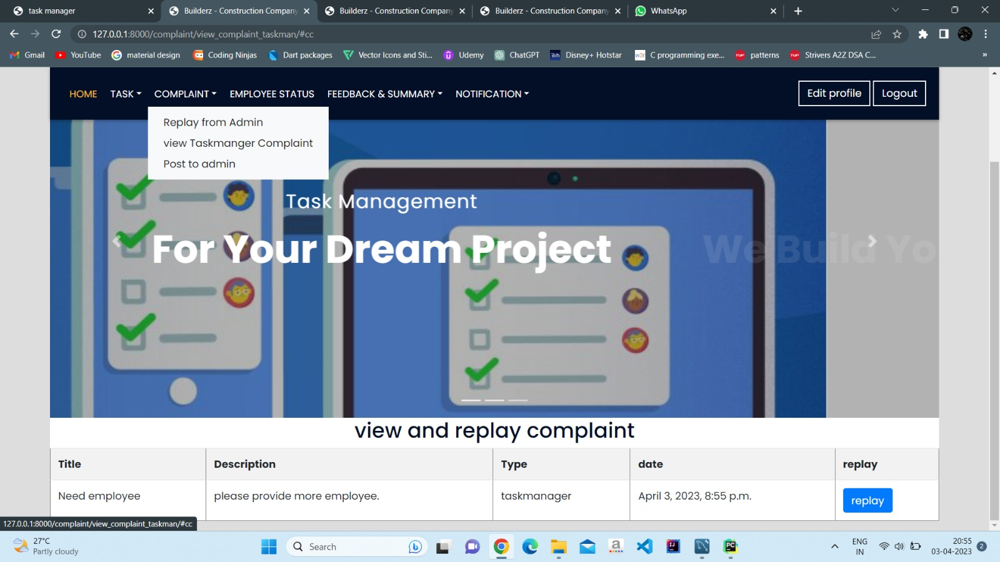 task manager
Builderz - Construction Company
Builderz - Construction Company
Builderz - Construction Company
WhatsApp
127.0.0.1:8000/complaint/view_complaint_taskman/#cc
Gmail
YouTube
material design
Coding Ninjas
Dart packages
Vector Icons and Sti...
Udemy
ChatGPT
Disney+ Hotstar
C programming exe...
patterns
Strivers A2Z DSA C...
»
HOME
TASK
COMPLAINT
EMPLOYEE STATUS
FEEDBACK & SUMMARY
NOTIFICATION
Edit profile
Logout
Replay from Admin
view Taskmanger Complaint
Post to admin
Task Management
For Your Dream Project
We Build Yo
view and replay complaint
Title
Description
Type
date
replay
Need employee
please provide more employee.
taskmanager
April 3, 2023, 8:55 p.m.
replay
127.0.0.1:8000/complaint/view_complaint_taskman/#cc
27°C
Partly cloudy
Search
ENG
IN
20:55
03-04-2023
2